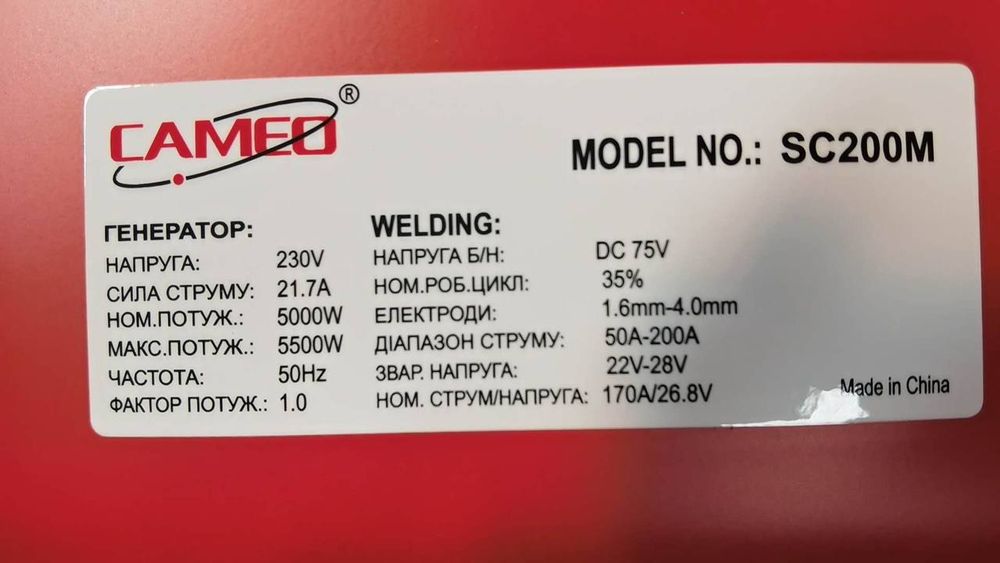 CAMEO®
MODEL NO.: SC200M
ГЕНЕРАТОР:
НАПРУГА: 230V
СИЛА СТРУМУ: 21.7A
НОМ.ПОТУЖ.: 5000W
МАКС.ПОТУЖ.: 5500W
ЧАСТОТА: 50Hz
ФАКТОР ПОТУЖ.: 1.0
WELDING:
НАПРУГА Б/Н: DC 75V
НОМ.РОБ.ЦИКЛ: 35%
ЕЛЕКТРОДИ: 1.6mm-4.0mm
ДІАПАЗОН СТРУМУ: 50A-200A
ЗВАР. НАПРУГА: 22V-28V
НОМ. СТРУМ/НАПРУГА: 170A/26.8V
Made in China